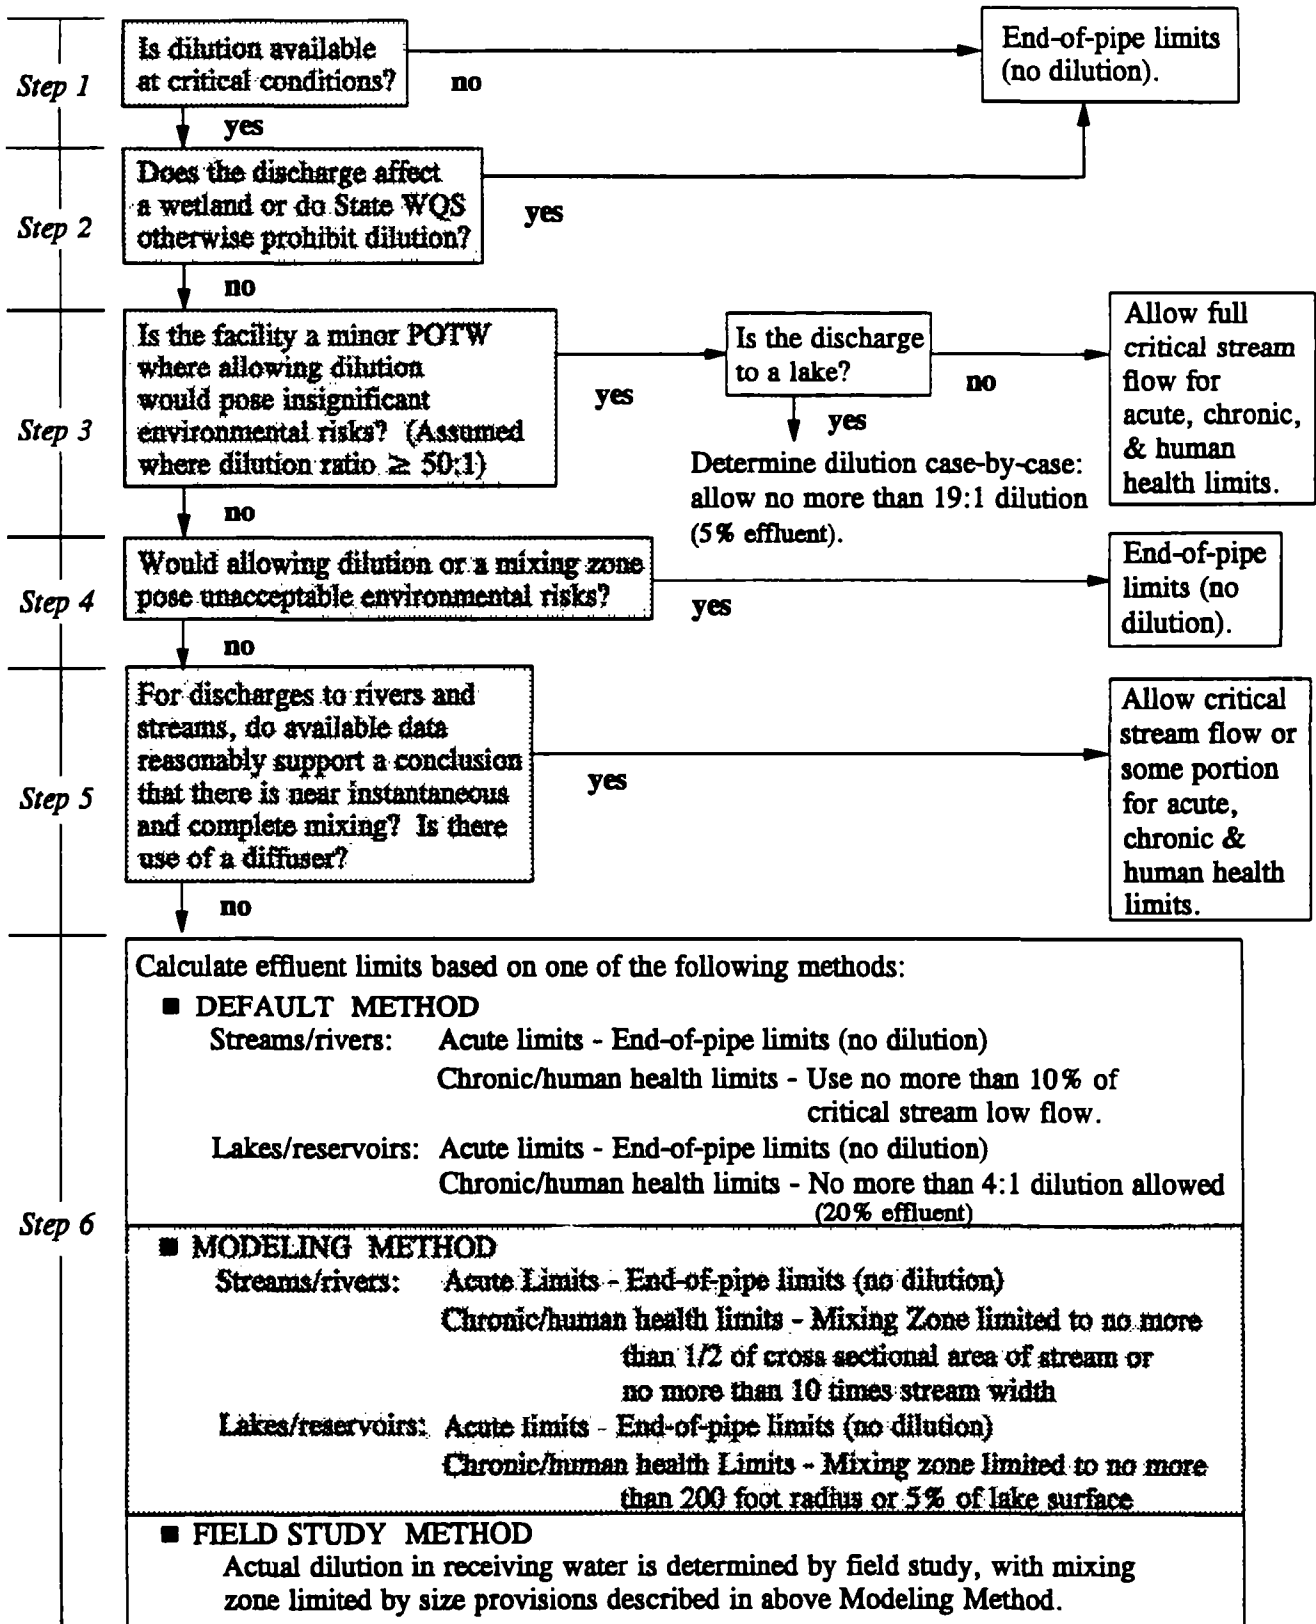 Step 1
Is dilution available
at critical conditions?
no
End-of-pipe limits
(no dilution).
yes
Step 2
Does the discharge affect
a wetland or do State WQS
otherwise prohibit dilution?
yes
no
Step 3
Is the facility a minor POTW
where allowing dilution
would pose insignificant
environmental risks? (Assumed
where dilution ratio ≥ 50:1)
yes
Is the discharge
to a lake?
no
Allow full
critical stream
flow for
acute, chronic,
& human
health limits.
yes
Determine dilution case-by-case:
allow no more than 19:1 dilution
(5% effluent).
no
Step 4
Would allowing dilution or a mixing zone
pose unacceptable environmental risks?
yes
End-of-pipe
limits (no
dilution).
no
Step 5
For discharges to rivers and
streams, do available data
reasonably support a conclusion
that there is near instantaneous
and complete mixing? Is there
use of a diffuser?
yes
Allow critical
stream flow or
some portion
for acute,
chronic &
human health
limits.
no
Step 6
Calculate effluent limits based on one of the following methods:
■ DEFAULT METHOD
Streams/rivers: Acute limits - End-of-pipe limits (no dilution)
Chronic/human health limits - Use no more than 10% of
critical stream low flow.
Lakes/reservoirs: Acute limits - End-of-pipe limits (no dilution)
Chronic/human health limits - No more than 4:1 dilution allowed
(20% effluent)
■ MODELING METHOD
Streams/rivers: Acute Limits - End-of-pipe limits (no dilution)
Chronic/human health limits - Mixing Zone limited to no more
than 1/2 of cross sectional area of stream or
no more than 10 times stream width
Lakes/reservoirs: Acute limits - End-of-pipe limits (no dilution)
Chronic/human health Limits - Mixing zone limited to no more
than 200 foot radius or 5% of lake surface
■ FIELD STUDY METHOD
Actual dilution in receiving water is determined by field study, with mixing
zone limited by size provisions described in above Modeling Method.